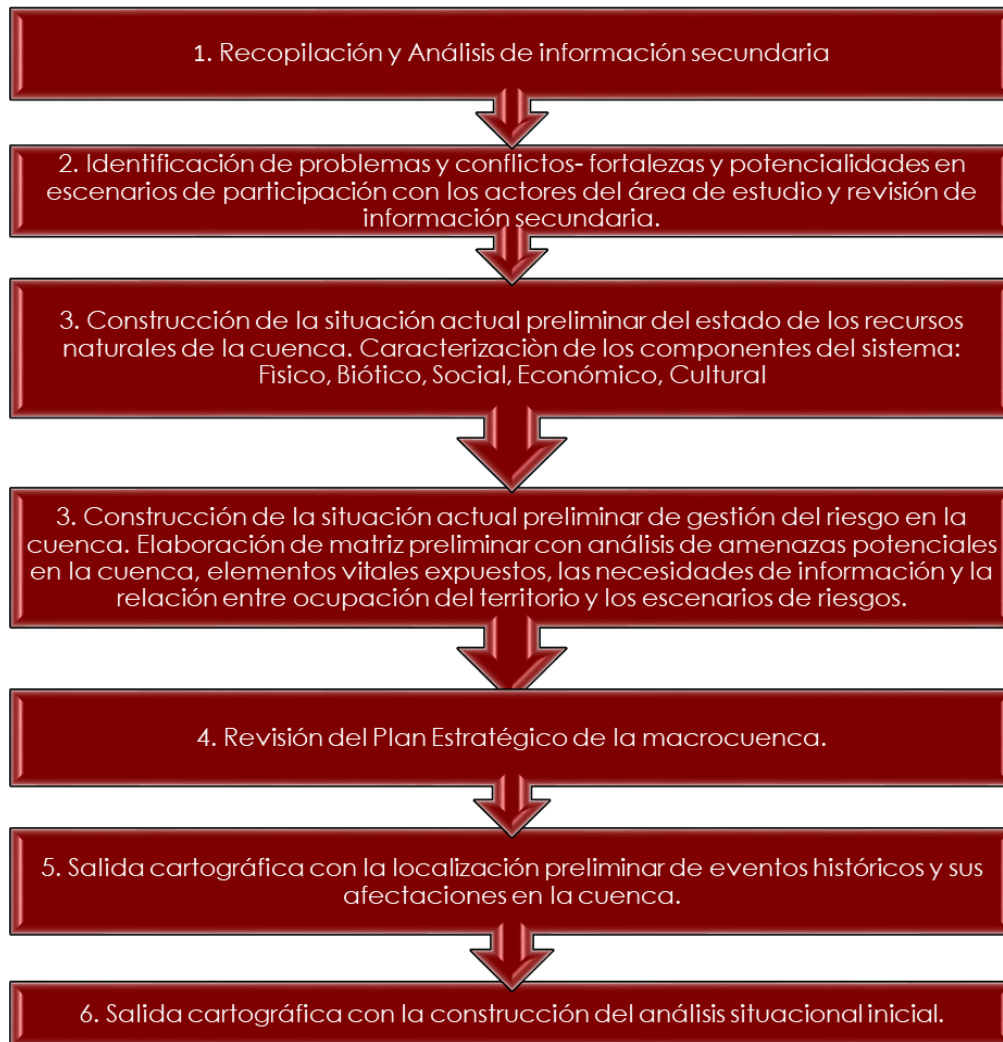 1. Recopilación y Análisis de información secundaria
2. Identificación de problemas y conflictos- fortalezas y potencialidades en
escenarios de participación con los actores del área de estudio y revisión de
información secundaria.
3. Construcción de la situación actual preliminar del estado de los recursos
naturales de la cuenca. Caracterizaciòn de los componentes del sistema:
Fìsico, Biótico, Social, Económico, Cultural
3. Construcción de la situación actual preliminar de gestión del riesgo en la
cuenca. Elaboración de matriz preliminar con análisis de amenazas potenciales
en la cuenca, elementos vitales expuestos, las necesidades de información y la
relación entre ocupación del territorio y los escenarios de riesgos.
4. Revisión del Plan Estratégico de la macrocuenca.
5. Salida cartográfica con la localización preliminar de eventos históricos y sus
afectaciones en la cuenca.
6. Salida cartográfica con la construcción del análisis situacional inicial.